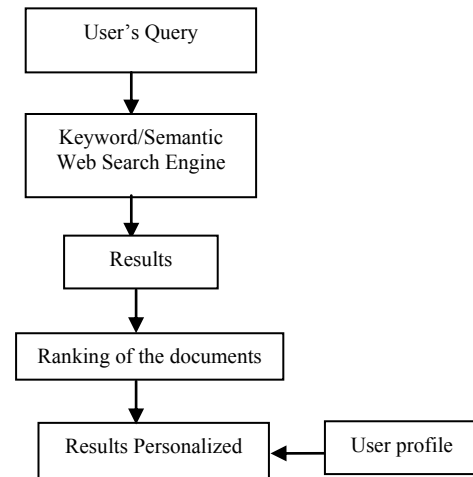 User’s Query
Keyword/Semantic
Web Search Engine
Results
Ranking of the documents
Results Personalized
User profile